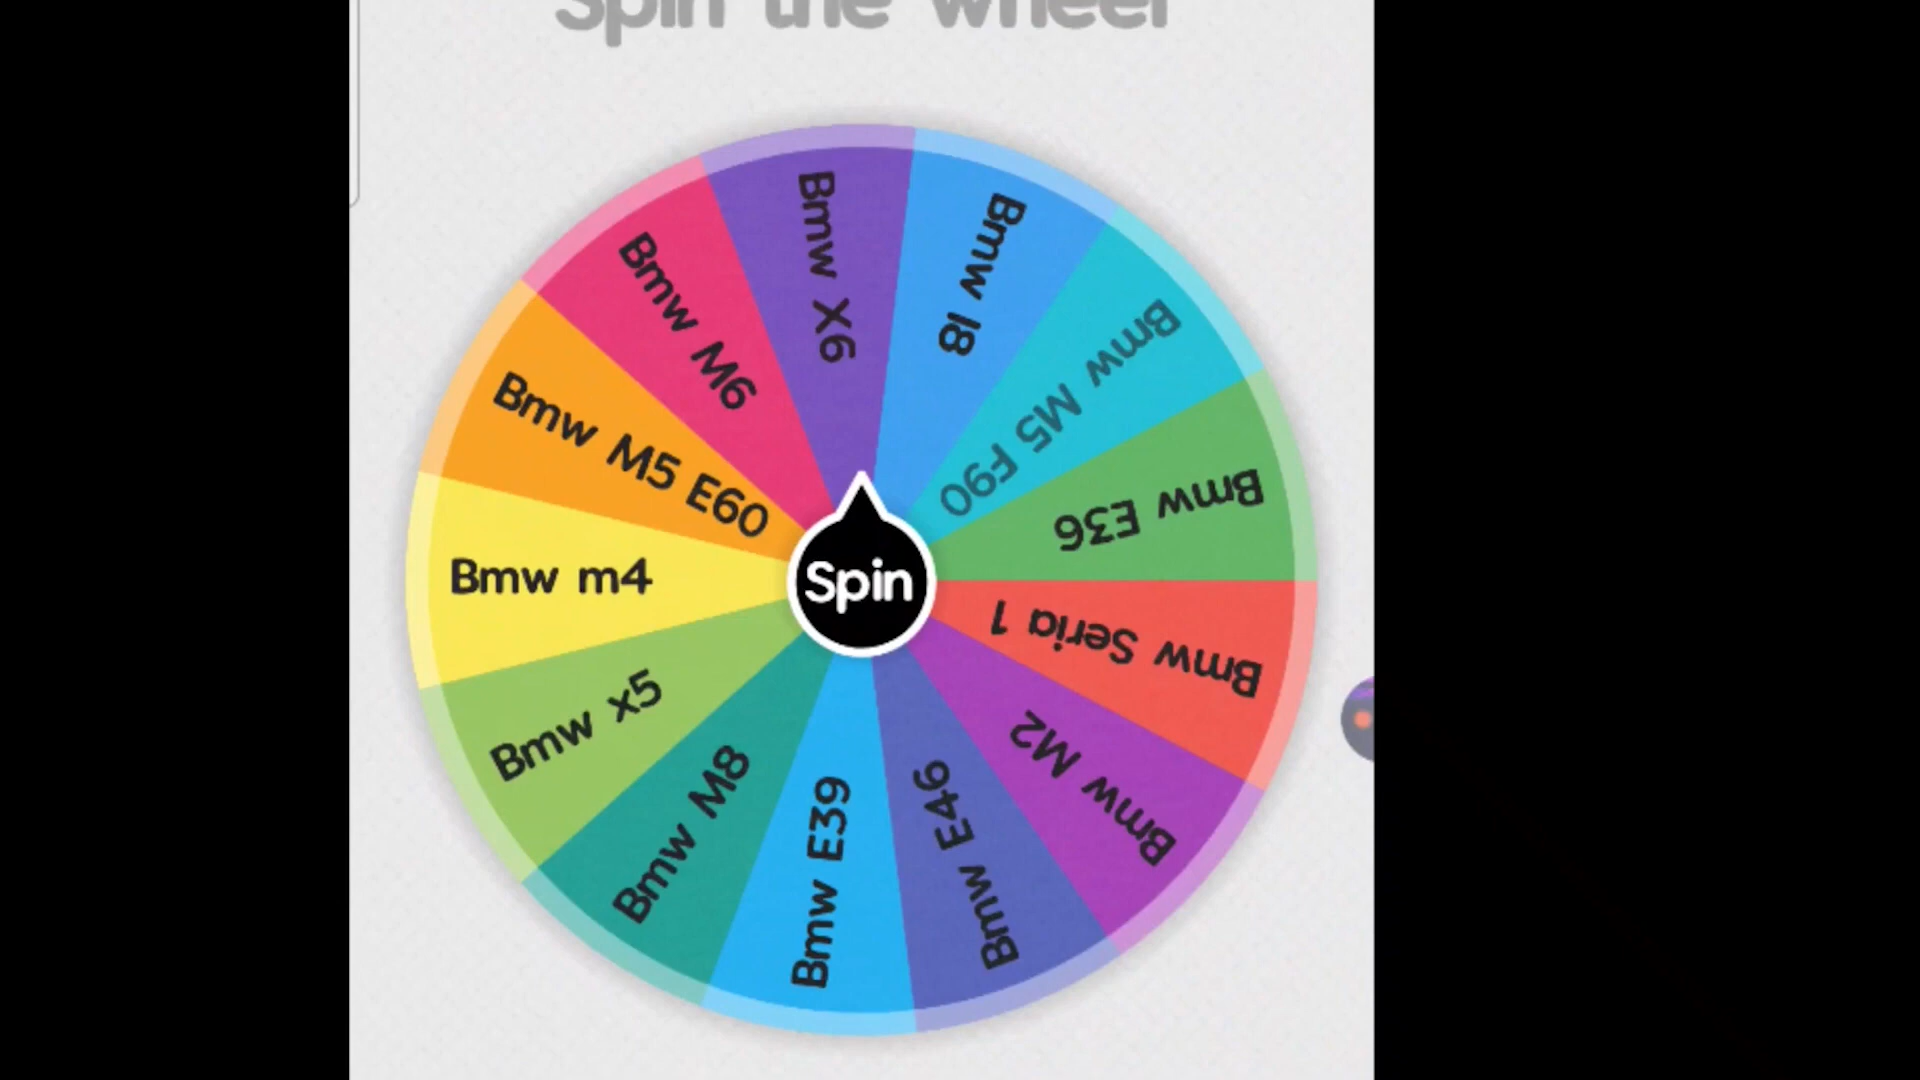 Spin the wheel
Bmw X6
Bmw I8
Bmw M5 F90
Bmw E36
Bmw Seria 1
Bmw M2
Bmw E46
Bmw E39
Bmw M8
Bmw x5
Bmw m4
Bmw M5 E60
Bmw M6
Spin